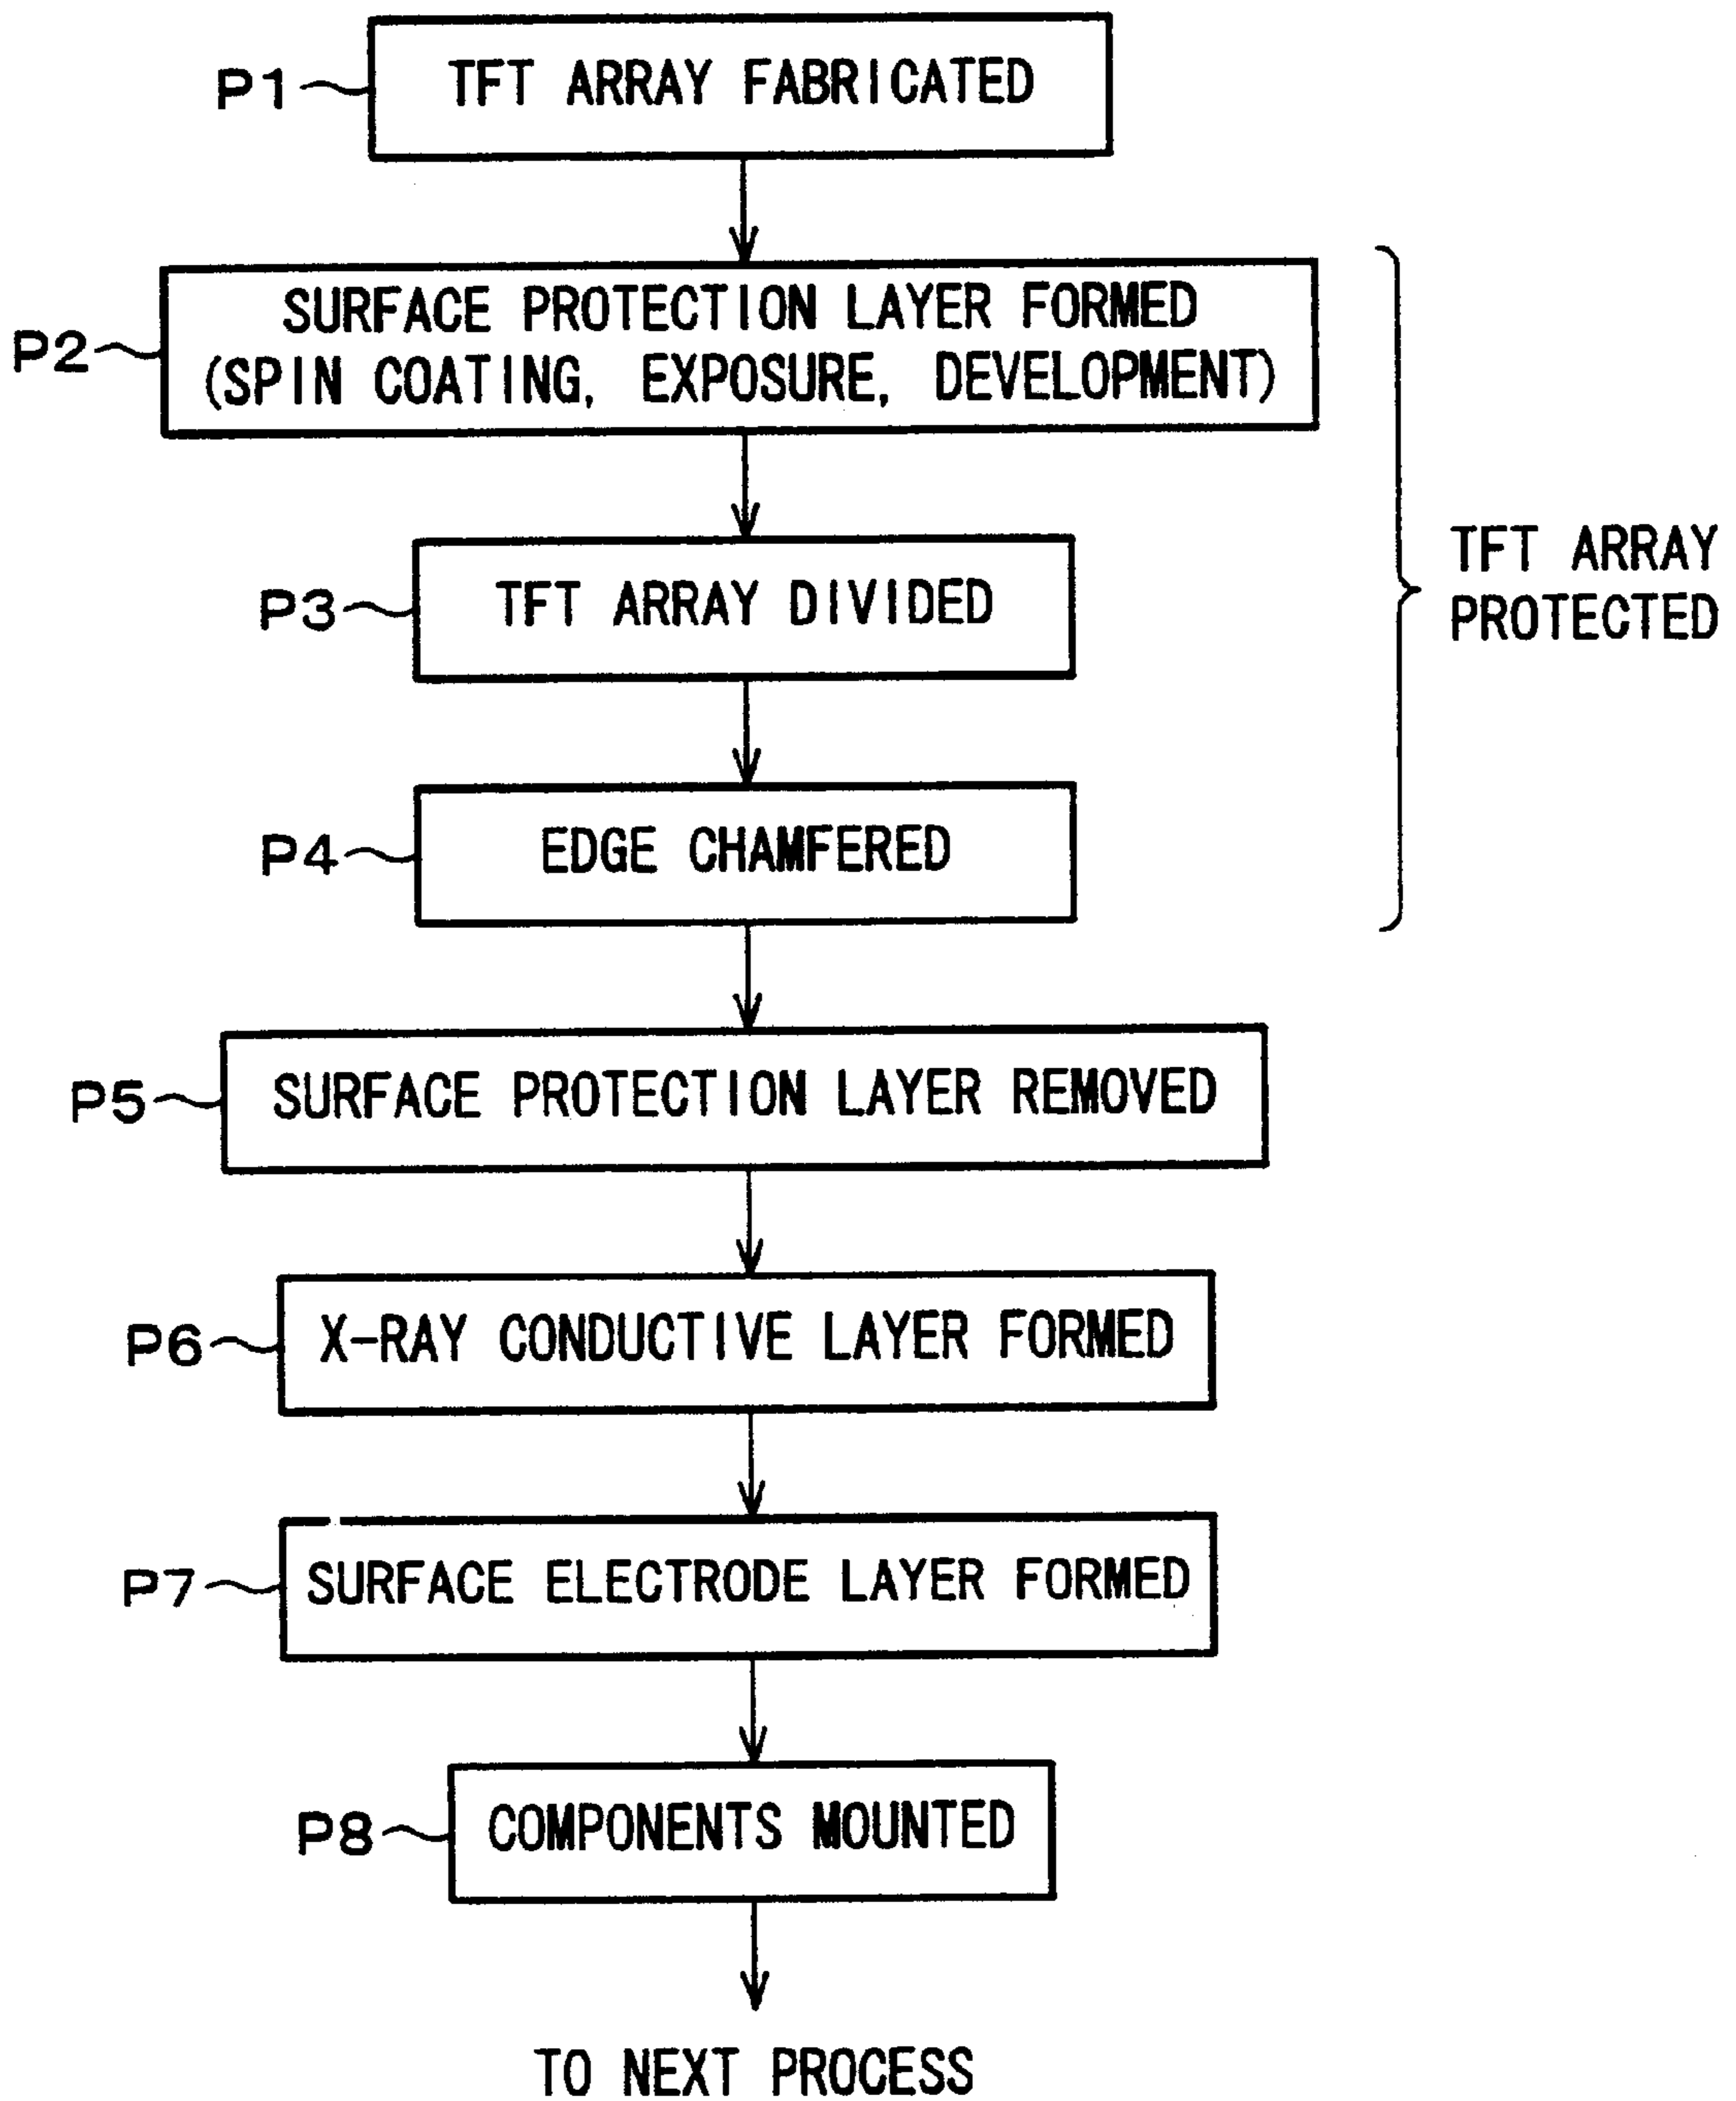 P1
TFT ARRAY FABRICATED
P2
SURFACE PROTECTION LAYER FORMED
(SPIN COATING, EXPOSURE, DEVELOPMENT)
P3
TFT ARRAY DIVIDED
TFT ARRAY
PROTECTED
P4
EDGE CHAMFERED
P5
SURFACE PROTECTION LAYER REMOVED
P6
X-RAY CONDUCTIVE LAYER FORMED
P7
SURFACE ELECTRODE LAYER FORMED
P8
COMPONENTS MOUNTED
TO NEXT PROCESS